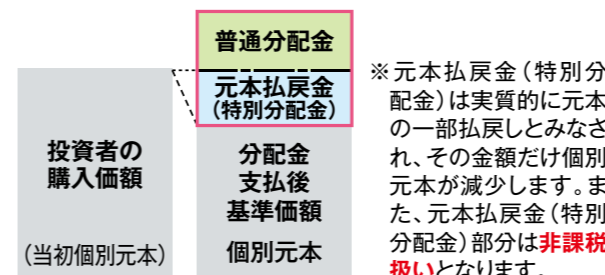 普通分配金
元本払戻金
（特別分配金）
投資者の
購入価額
（当初個別元本）
分配金
支払後
基準価額
個別元本
※元本払戻金（特別分
配金）は実質的に元本
の一部払戻しとみなさ
れ、その金額だけ個別
元本が減少します。ま
た、元本払戻金（特別
分配金）部分は非課税
扱いとなります。